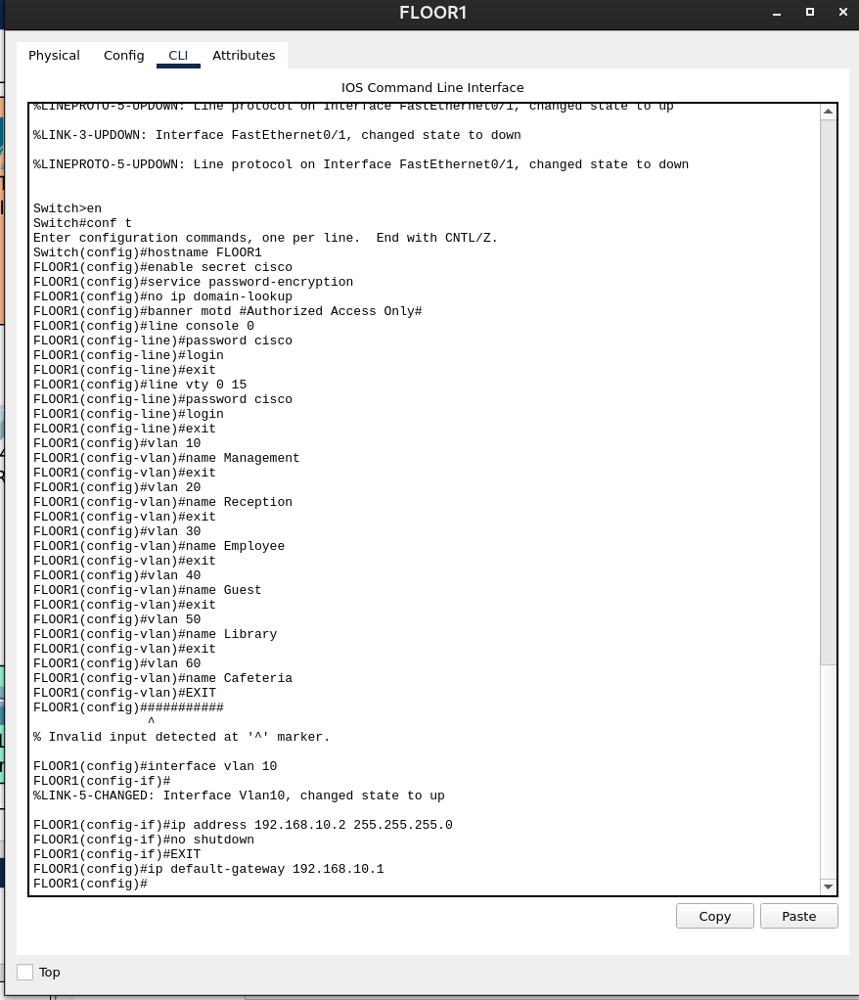 FLOOR1
Physical Config CLI Attributes
IOS Command Line Interface
%LINEPROTO-5-UPDOWN: Line protocol on Interface FastEthernet0/1, changed state to up
%LINK-3-UPDOWN: Interface FastEthernet0/1, changed state to down
%LINEPROTO-5-UPDOWN: Line protocol on Interface FastEthernet0/1, changed state to down
Switch>en
Switch#conf t
Enter configuration commands, one per line.  End with CNTL/Z.
Switch(config)#hostname FLOOR1
FLOOR1(config)#enable secret cisco
FLOOR1(config)#service password-encryption
FLOOR1(config)#no ip domain-lookup
FLOOR1(config)#banner motd #Authorized Access Only#
FLOOR1(config)#line console 0
FLOOR1(config-line)#password cisco
FLOOR1(config-line)#login
FLOOR1(config-line)#exit
FLOOR1(config)#line vty 0 15
FLOOR1(config-line)#password cisco
FLOOR1(config-line)#login
FLOOR1(config-line)#exit
FLOOR1(config)#vlan 10
FLOOR1(config-vlan)#name Management
FLOOR1(config-vlan)#exit
FLOOR1(config)#vlan 20
FLOOR1(config-vlan)#name Reception
FLOOR1(config-vlan)#exit
FLOOR1(config)#vlan 30
FLOOR1(config-vlan)#name Employee
FLOOR1(config-vlan)#exit
FLOOR1(config)#vlan 40
FLOOR1(config-vlan)#name Guest
FLOOR1(config-vlan)#exit
FLOOR1(config)#vlan 50
FLOOR1(config-vlan)#name Library
FLOOR1(config-vlan)#exit
FLOOR1(config)#vlan 60
FLOOR1(config-vlan)#name Cafeteria
FLOOR1(config-vlan)#EXIT
FLOOR1(config)############
^
% Invalid input detected at '^' marker.
FLOOR1(config)#interface vlan 10
FLOOR1(config-if)#
%LINK-5-CHANGED: Interface Vlan10, changed state to up
FLOOR1(config-if)#ip address 192.168.10.2 255.255.255.0
FLOOR1(config-if)#no shutdown
FLOOR1(config-if)#EXIT
FLOOR1(config)#ip default-gateway 192.168.10.1
FLOOR1(config)#
Copy Paste
Top